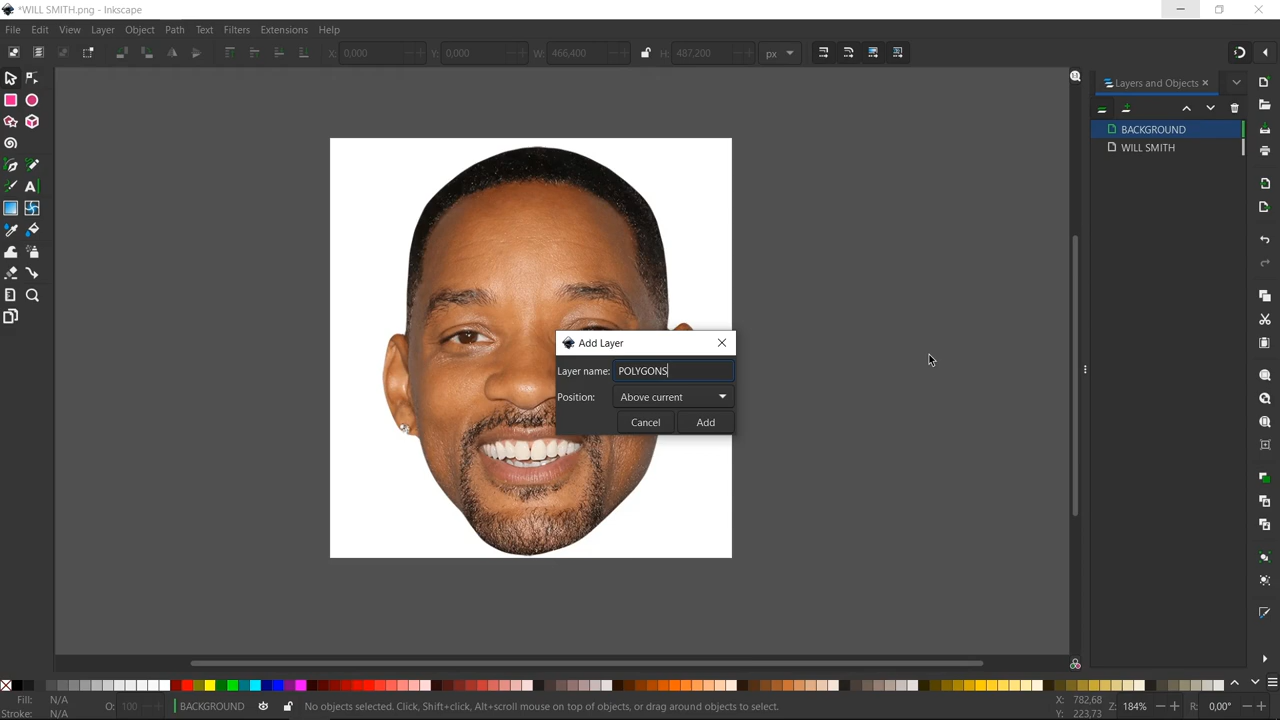 *WILL SMITH.png - Inkscape
File Edit View Layer Object Path Text Filters Extensions Help
X: 0,000 Y: 0,000 W: 466,400 H: 487,200 px
Layers and Objects
BACKGROUND
WILL SMITH
Add Layer
Layer name: POLYGONS
Position: Above current
Cancel Add
Fill: N/A
Stroke: N/A
O: 100
BACKGROUND
No objects selected. Click, Shift+click, Alt+scroll mouse on top of objects, or drag around objects to select.
X: 782,68
Y: 223,73
Z: 184%
R: 0,00°